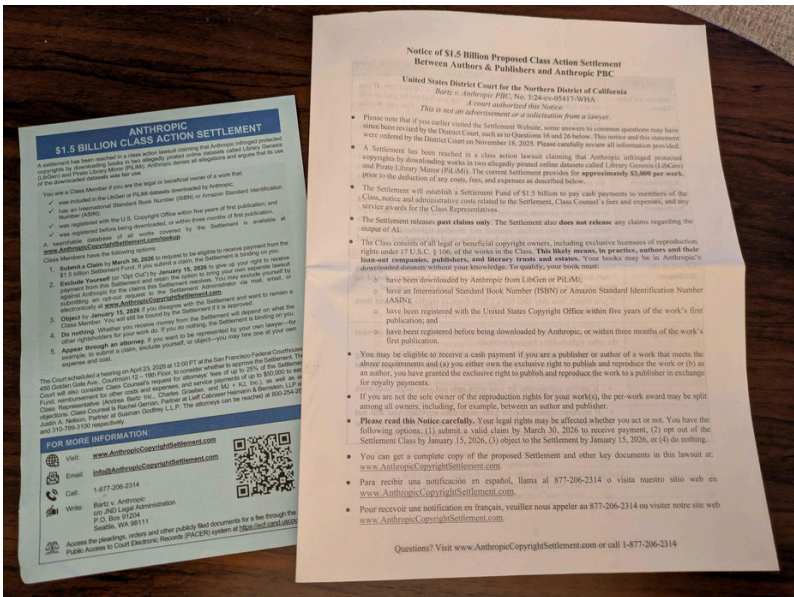 ANTHROPIC
$1.5 BILLION CLASS ACTION SETTLEMENT
A settlement has been reached in a class action lawsuit claiming that Anthropic infringed protected
copyrights by downloading books in two allegedly pirated online datasets called Library Genesis
(LibGen) and Pirate Library Mirror (PiLiMi). Anthropic denies all allegations and argues that its use
of the downloaded datasets was fair use.
You are a Class Member if you are the legal or beneficial owner of a work that:
✓ was included in the LibGen or PiLiMi datasets downloaded by Anthropic;
✓ has an International Standard Book Number (ISBN) or Amazon Standard Identification
Number (ASIN);
✓ was registered with the U.S. Copyright Office within five years of first publication; and
✓ was registered before being downloaded, or within three months of first publication.
A searchable database of all works covered by the Settlement is available at
www.AnthropicCopyrightSettlement.com/lookup.
Class Members have the following options:
1. Submit a Claim by March 30, 2026 to request to be eligible to receive payment from the
$1.5 billion Settlement Fund. If you submit a claim, the Settlement is binding on you.
2. Exclude Yourself (or "Opt Out") by January 15, 2026 to give up your right to receive
payment from this Settlement and retain the option to bring your own separate lawsuit
against Anthropic for the claims this Settlement resolves. You may exclude yourself by
submitting an opt-out request to the Settlement Administrator via mail, email, or
electronically at www.AnthropicCopyrightSettlement.com.
3. Object by January 15, 2026 if you disagree with the Settlement and want to remain a
Class Member. You will still be bound by the Settlement if it is approved.
4. Do nothing. Whether you receive money from the Settlement will depend on what the
other rightsholders for your work do. If you do nothing, the Settlement is binding on you.
5. Appear through an attorney. If you want to be represented by your own lawyer—for
example, to submit a claim, exclude yourself, or object—you may hire one at your own
expense and cost.
The Court scheduled a hearing on April 23, 2026 at 12:00 PT at the San Francisco Federal Courthouse
450 Golden Gate Ave., Courtroom 12 – 19th Floor, to consider whether to approve the Settlement. The
Court will also consider Class Counsel's request for attorneys' fees of up to 25% of the Settlement
Fund, reimbursement for other costs and expenses, and service payments of up to $50,000 to each
Class Representative (Andrea Bartz Inc., Charles Graeber, and MJ + KJ, Inc.), as well as
objections. Class Counsel is Rachel Geman, Partner at Lieff Cabraser Heimann & Bernstein, LLP a
Justin A. Nelson, Partner at Susman Godfrey L.L.P. The attorneys can be reached at 800-254-26
and 310-789-3100 respectively.
FOR MORE INFORMATION
Visit: www.AnthropicCopyrightSettlement.com
Email: info@AnthropicCopyrightSettlement.com
Call: 1-877-206-2314
Write: Bartz v. Anthropic
c/o JND Legal Administration
P.O. Box 91204
Seattle, WA 98111
Access the pleadings, orders and other publicly filed documents for a fee through the
Public Access to Court Electronic Records (PACER) system at https://ecf.cand.uscou
Notice of $1.5 Billion Proposed Class Action Settlement
Between Authors & Publishers and Anthropic PBC
United States District Court for the Northern District of California
Bartz v. Anthropic PBC, No. 3:24-cv-05417-WHA
A court authorized this Notice.
This is not an advertisement or a solicitation from a lawyer.
• Please note that if you earlier visited the Settlement Website, some answers to common questions may have
since been revised by the District Court, such as to Questions 16 and 26 below. This notice and this statement
were ordered by the District Court on November 18, 2025. Please carefully review all information provided.
• A Settlement has been reached in a class action lawsuit claiming that Anthropic infringed protected
copyrights by downloading works in two allegedly pirated datasets called Library Genesis (LibGen)
and Pirate Library Mirror (PiLiMi). The current Settlement provides for approximately $3,000 per work,
prior to the deduction of any costs, fees, and expenses as described below.
• The Settlement will establish a Settlement Fund of $1.5 billion to pay cash payments to members of the
Class, notice and administrative costs related to the Settlement, Class Counsel's fees and expenses, and any
service awards for the Class Representatives.
• The Settlement releases past claims only. The Settlement also does not release any claims regarding the
output of AI.
• The Class consists of all legal or beneficial copyright owners, including exclusive licensees of reproduction
rights under 17 U.S.C. § 106, of the works in the Class. This likely means, in practice, authors and their
loan-out companies, publishers, and literary trusts and estates. Your books may be in Anthropic's
downloaded datasets without your knowledge. To qualify, your book must:
o have been downloaded by Anthropic from LibGen or PiLiMi;
o have an International Standard Book Number (ISBN) or Amazon Standard Identification Number
(ASIN);
o have been registered with the United States Copyright Office within five years of the work's first
publication; and
o have been registered before being downloaded by Anthropic, or within three months of the work's
first publication.
• You may be eligible to receive a cash payment if you are a publisher or author of a work that meets the
above requirements and (a) you either own the exclusive right to publish and reproduce the work or (b) as
an author, you have granted the exclusive right to publish and reproduce the work to a publisher in exchange
for royalty payments.
• If you are not the sole owner of the reproduction rights for your work(s), the per-work award may be split
among all owners, including, for example, between an author and publisher.
• Please read this Notice carefully. Your legal rights may be affected whether you act or not. You have the
following options: (1) submit a valid claim by March 30, 2026 to receive payment, (2) opt out of the
Settlement Class by January 15, 2026, (3) object to the Settlement by January 15, 2026, or (4) do nothing.
• You can get a complete copy of the proposed Settlement and other key documents in this lawsuit at:
www.AnthropicCopyrightSettlement.com.
• Para recibir una notificación en español, llama al 877-206-2314 o visita nuestro sitio web en
www.AnthropicCopyrightSettlement.com.
• Pour recevoir une notification en français, veuillez nous appeler au 877-206-2314 ou visiter notre site web
www.AnthropicCopyrightSettlement.com.
Questions? Visit www.AnthropicCopyrightSettlement.com or call 1-877-206-2314